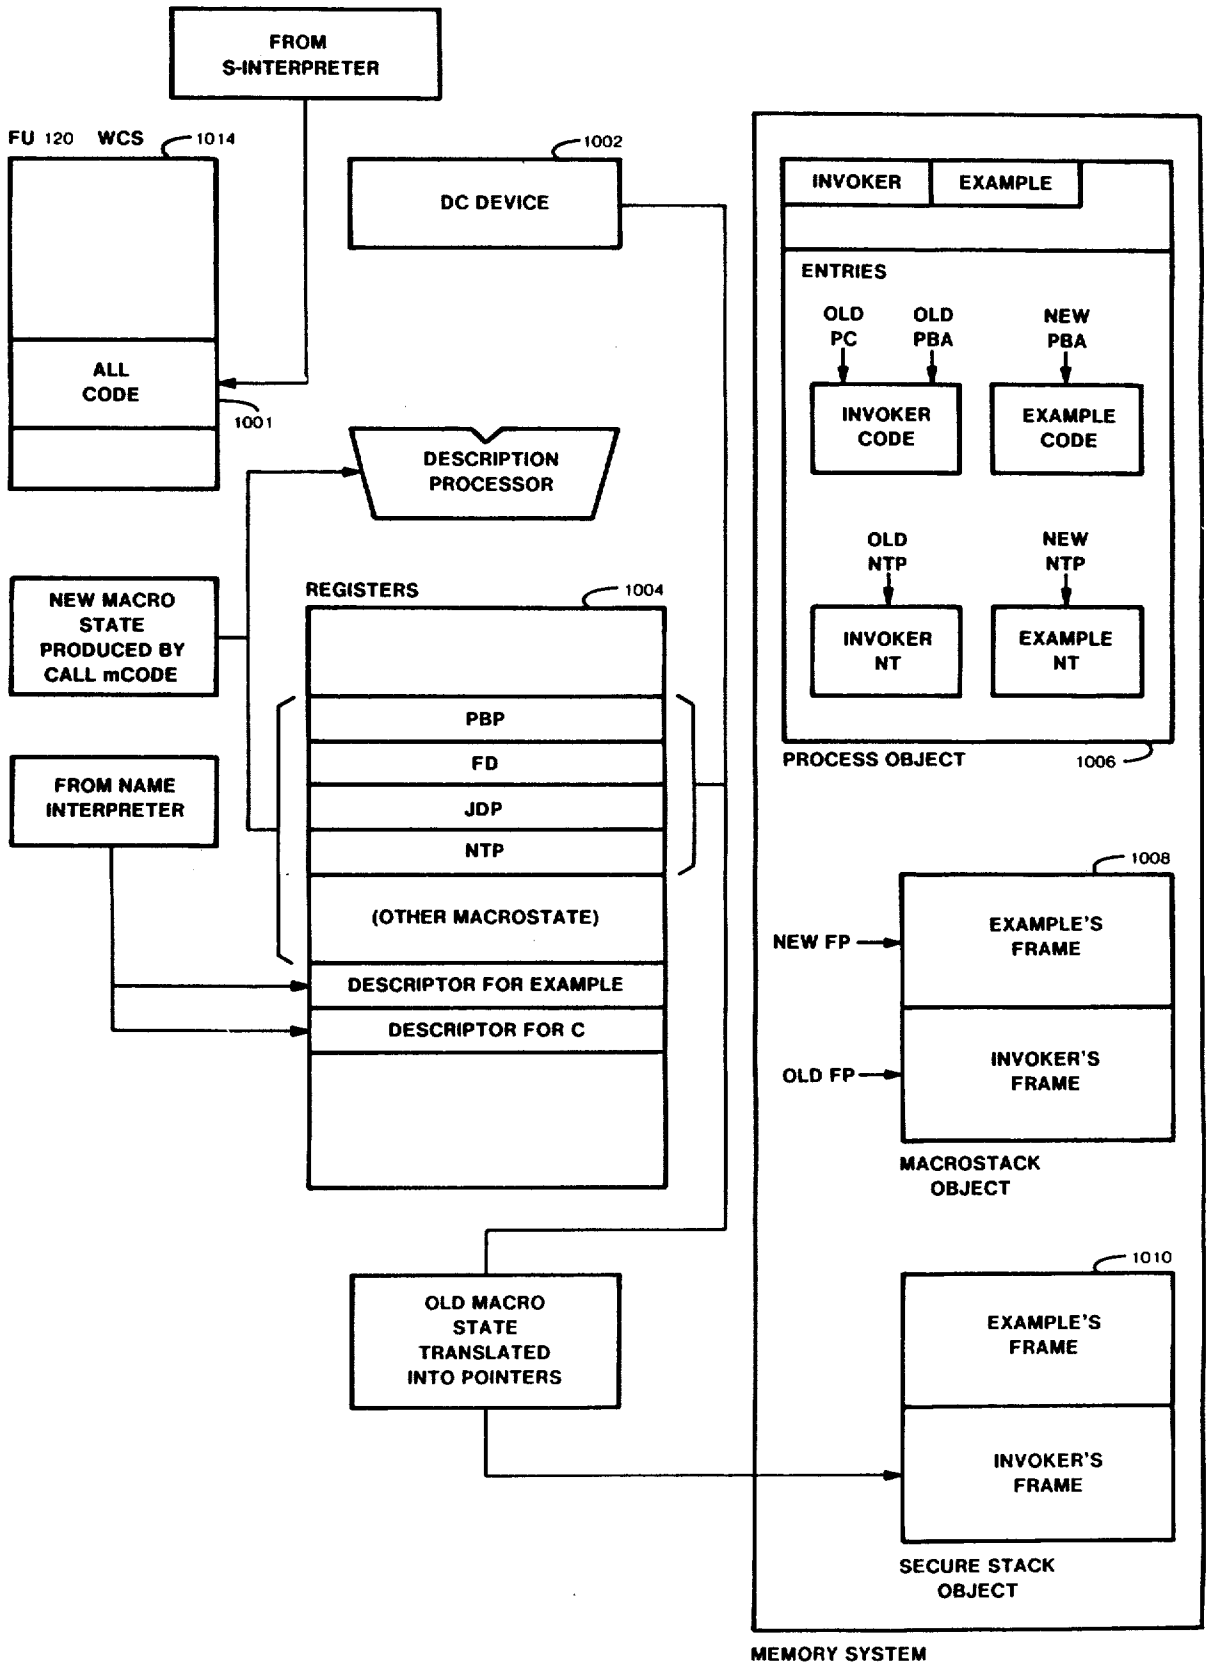 FROM
S-INTERPRETER
FU 120 WCS
1014
1002
DC DEVICE
ALL
CODE
1001
DESCRIPTION
PROCESSOR
NEW MACRO
STATE
PRODUCED BY
CALL mCODE
REGISTERS
1004
FROM NAME
INTERPRETER
PBP
FD
JDP
NTP
(OTHER MACROSTATE)
DESCRIPTOR FOR EXAMPLE
DESCRIPTOR FOR C
OLD MACRO
STATE
TRANSLATED
INTO POINTERS
INVOKER
EXAMPLE
ENTRIES
OLD
PC
OLD
PBA
NEW
PBA
INVOKER
CODE
EXAMPLE
CODE
OLD
NTP
NEW
NTP
INVOKER
NT
EXAMPLE
NT
PROCESS OBJECT
1006
1008
NEW FP
EXAMPLE'S
FRAME
OLD FP
INVOKER'S
FRAME
MACROSTACK
OBJECT
1010
EXAMPLE'S
FRAME
INVOKER'S
FRAME
SECURE STACK
OBJECT
MEMORY SYSTEM